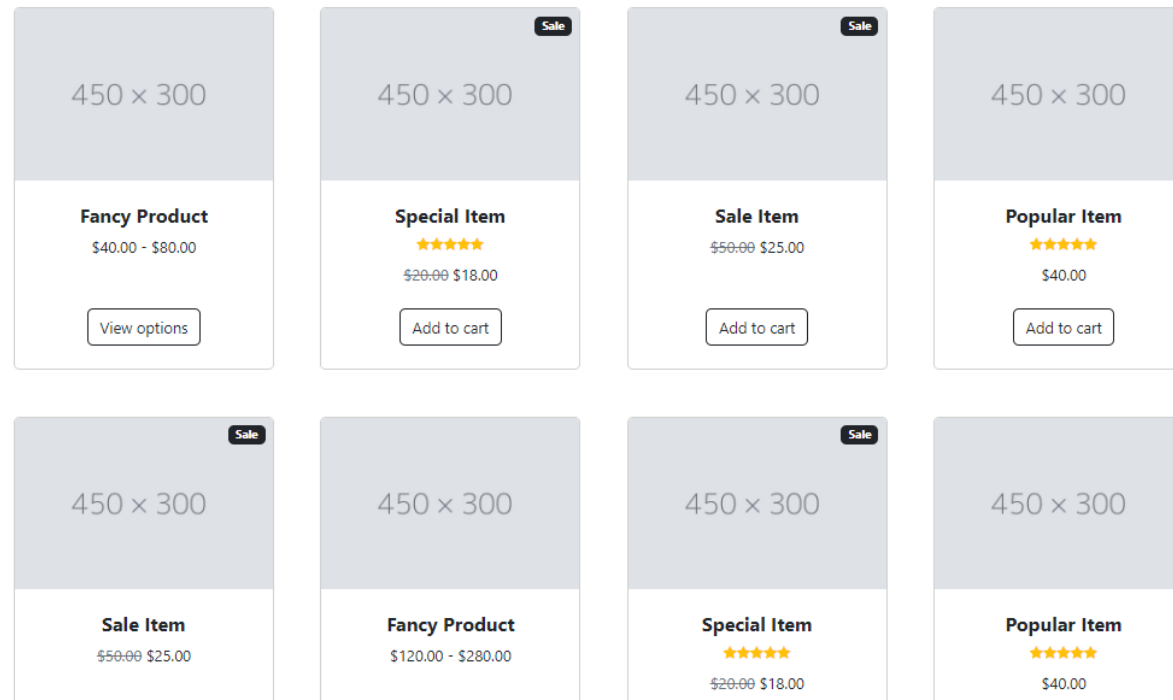 450 × 300
Fancy Product
$40.00 - $80.00
View options
Sale
450 × 300
Special Item
$20.00 $18.00
Add to cart
Sale
450 × 300
Sale Item
$50.00 $25.00
Add to cart
450 × 300
Popular Item
$40.00
Add to cart
Sale
450 × 300
Sale Item
$50.00 $25.00
450 × 300
Fancy Product
$120.00 - $280.00
Sale
450 × 300
Special Item
$20.00 $18.00
450 × 300
Popular Item
$40.00